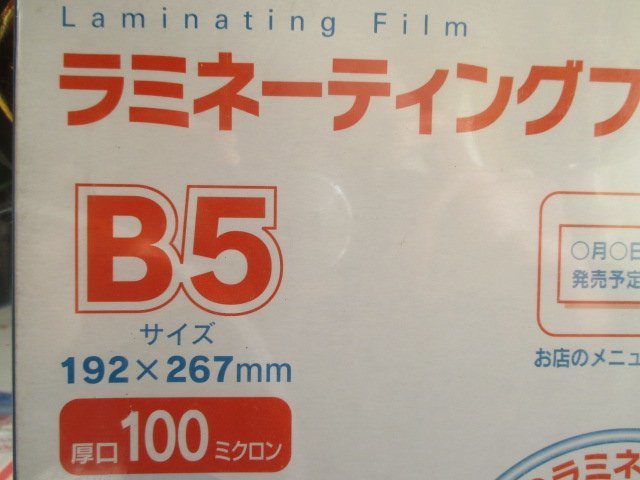 Laminating Film
ラミネーティングフ
B5
サイズ
192×267mm
厚口100ミクロン
○月○日
発売予定
お店のメニュ
ラミネ